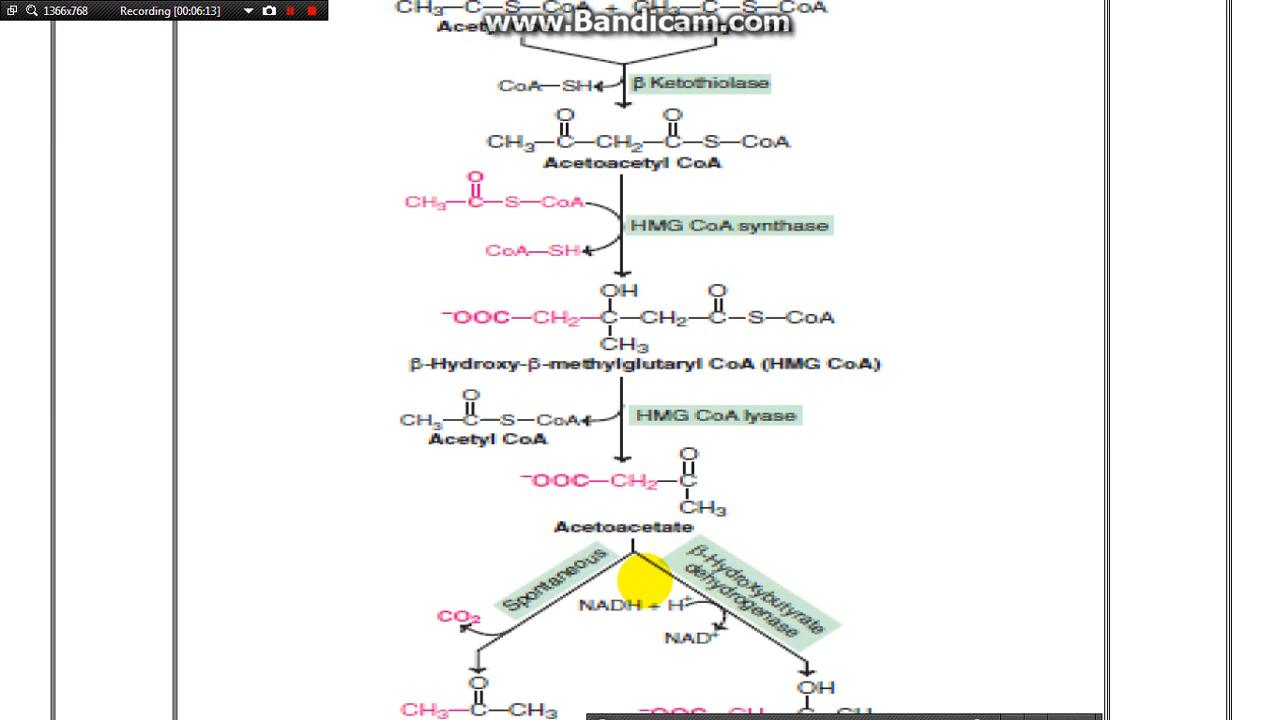 1366x768 Recording [00:06:13]
www.Bandicam.com
CoA—SH
β Ketothiolase
O O
CH₃—C—CH₂—C—S—CoA
Acetoacetyl CoA
O
CH₃—C—S—CoA
HMG CoA synthase
CoA—SH
OH O
⁻OOC—CH₂—C—CH₂—C—S—CoA
CH₃
β-Hydroxy-β-methylglutaryl CoA (HMG CoA)
O
CH₃—C—S—CoA
HMG CoA lyase
Acetyl CoA
O
⁻OOC—CH₂—C
CH₃
Acetoacetate
Spontaneous
β-Hydroxybutyrate
dehydrogenase
NADH + H⁺
CO₂
NAD⁺
O OH
CH₃—C—CH₃